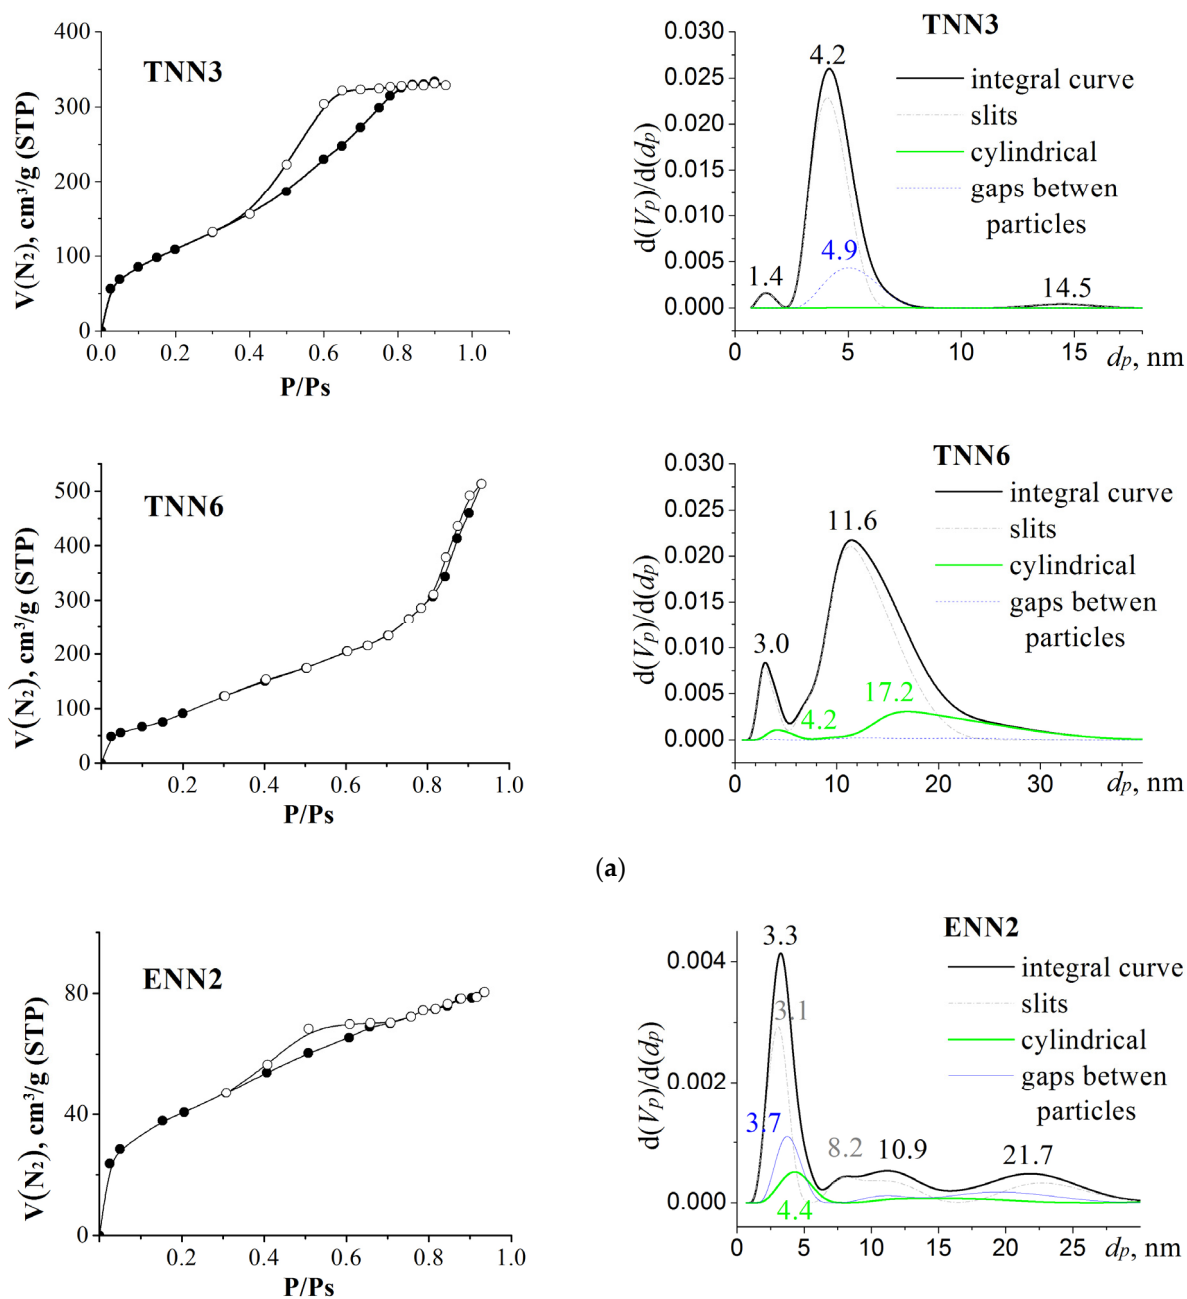 TNN3
V(N₂), cm³/g (STP)
400
300
200
100
0
0.0 0.2 0.4 0.6 0.8 1.0
P/Ps
TNN3
integral curve
slits
cylindrical
gaps betwen
particles
d(Vp)/d(dp)
0.030
0.025
0.020
0.015
0.010
0.005
0.000
4.2
4.9
1.4
14.5
0 5 10 15
dp, nm
TNN6
V(N₂), cm³/g (STP)
500
400
300
200
100
0
0.0 0.2 0.4 0.6 0.8 1.0
P/Ps
TNN6
integral curve
slits
cylindrical
gaps betwen
particles
d(Vp)/d(dp)
0.030
0.025
0.020
0.015
0.010
0.005
0.000
11.6
3.0
17.2
4.2
0 10 20 30
dp, nm
(a)
ENN2
V(N₂), cm³/g (STP)
80
40
0
0.2 0.4 0.6 0.8 1.0
P/Ps
ENN2
integral curve
slits
cylindrical
gaps betwen
particles
d(Vp)/d(dp)
0.004
0.002
0.000
3.3
3.1
3.7
8.2
10.9
21.7
4.4
0 5 10 15 20 25
dp, nm